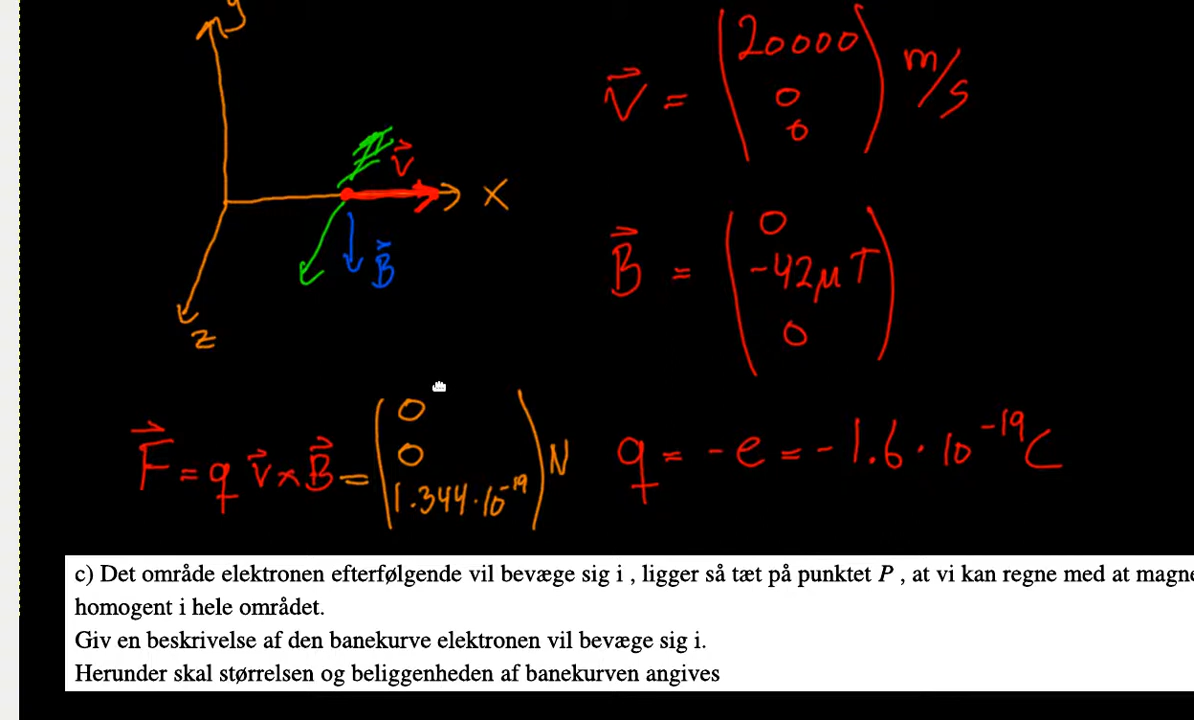 y
v⃗ = (20000
0
0) m/s
v⃗
x
B⃗
z
B⃗ = (0
-42μT
0)
F⃗ = q v⃗ × B⃗ = (0
0
1.344·10⁻¹⁹) N
q = -e = -1.6·10⁻¹⁹ C
c) Det område elektronen efterfølgende vil bevæge sig i , ligger så tæt på punktet P , at vi kan regne med at magne
homogent i hele området.
Giv en beskrivelse af den banekurve elektronen vil bevæge sig i.
Herunder skal størrelsen og beliggenheden af banekurven angives